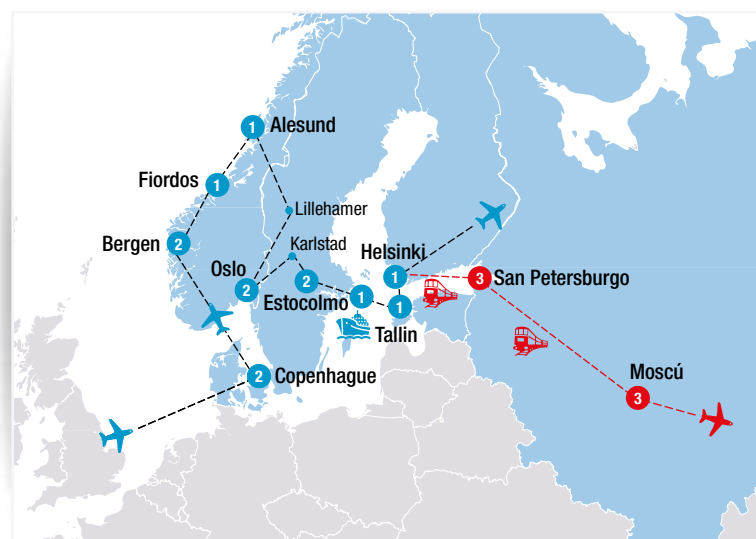 1 Alesund
Fiordos 1
Lillehamer
Bergen 2
Karlstad
Oslo
2
Helsinki
1
San Petersburgo
3
2
Estocolmo
1
1
Tallin
2 Copenhague
Moscú
3